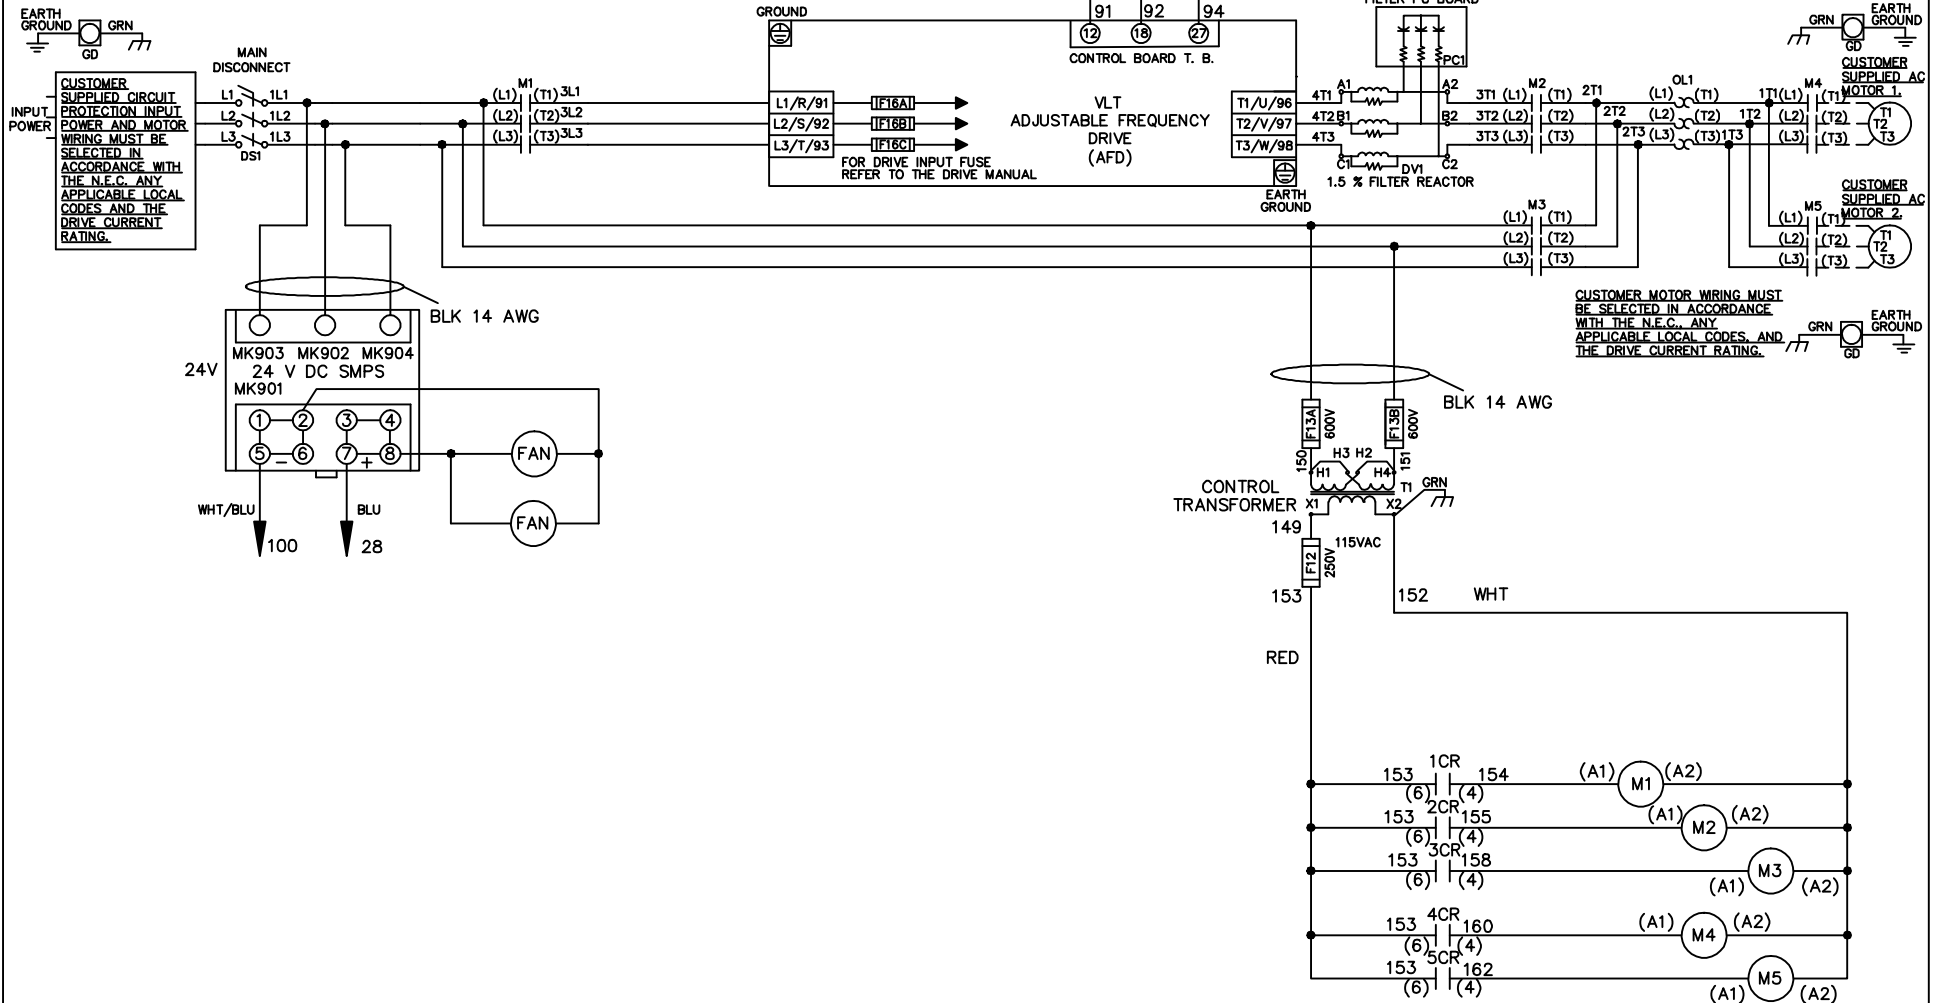 EARTH
GROUND
GRN
GD
CUSTOMER
SUPPLIED CIRCUIT
PROTECTION INPUT
POWER AND MOTOR
WIRING MUST BE
SELECTED IN
ACCORDANCE WITH
THE N.E.C. ANY
APPLICABLE LOCAL
CODES AND THE
DRIVE CURRENT
RATING.
INPUT
POWER
MAIN
DISCONNECT
L1 1L1
L2 1L2
L3 1L3
DS1
M1
(L1) (T1) 3L1
(L2) (T2) 3L2
(L3) (T3) 3L3
GROUND
91 92 94
12 18 27
CONTROL BOARD T. B.
L1/R/91
L2/S/92
L3/T/93
F16A
F16B
F16C
FOR DRIVE INPUT FUSE
REFER TO THE DRIVE MANUAL
VLT
ADJUSTABLE FREQUENCY
DRIVE
(AFD)
T1/U/96
T2/V/97
T3/W/98
EARTH
GROUND
PC1
4T1 A1 A2
4T2 B1 B2
4T3 C1 C2
DV1
1.5 % FILTER REACTOR
M2
3T1 (L1) (T1) 2T1
3T2 (L2) (T2) 2T2
3T3 (L3) (T3) 2T3
OL1
(L1) (T1) 1T1
(L2) (T2) 1T2
(L3) (T3) 1T3
M4
(L1) (T1)
(L2) (T2)
(L3) (T3)
GRN
GD
EARTH
GROUND
CUSTOMER
SUPPLIED AC
MOTOR 1.
T1
T2
T3
M3
(L1) (T1)
(L2) (T2)
(L3) (T3)
M5
(L1) (T1)
(L2) (T2)
(L3) (T3)
CUSTOMER
SUPPLIED AC
MOTOR 2.
T1
T2
T3
CUSTOMER MOTOR WIRING MUST
BE SELECTED IN ACCORDANCE
WITH THE N.E.C., ANY
APPLICABLE LOCAL CODES, AND
THE DRIVE CURRENT RATING.
GRN
GD
EARTH
GROUND
BLK 14 AWG
MK903 MK902 MK904
24V
24 V DC SMPS
MK901
1 2 3 4
5 - 6 7 + 8
FAN
FAN
WHT/BLU
BLU
100
28
BLK 14 AWG
F13A
600V
F13B
600V
150
151
H3 H2
H1 H4
T1
CONTROL
TRANSFORMER
X1 X2
GRN
149
115VAC
F12
250V
153
152
WHT
RED
1CR
153 154 (A1) M1 (A2)
(6) (4)
2CR
153 155 (A1) M2 (A2)
(6) (4)
3CR
153 158 M3
(6) (4) (A1) (A2)
4CR
153 160 (A1) M4 (A2)
(6) (4)
5CR
153 162 M5
(6) (4) (A1) (A2)